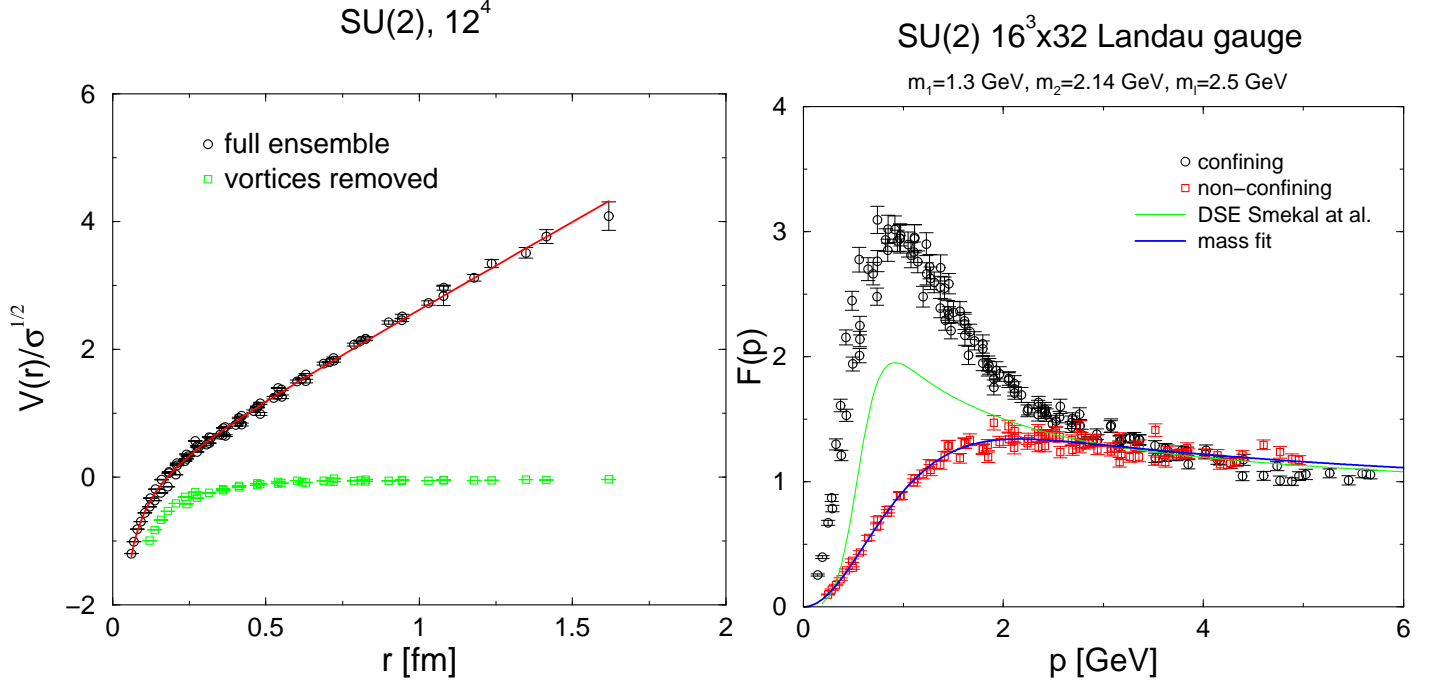 SU(2), 12^4
6
4
2
0
−2
V(r)/σ^{1/2}
full ensemble
vortices removed
0
0.5
1
1.5
2
r [fm]
SU(2) 16^3x32 Landau gauge
m_1=1.3 GeV, m_2=2.14 GeV, m_l=2.5 GeV
4
3
2
1
0
F(p)
confining
non−confining
DSE Smekal at al.
mass fit
0
2
4
6
p [GeV]